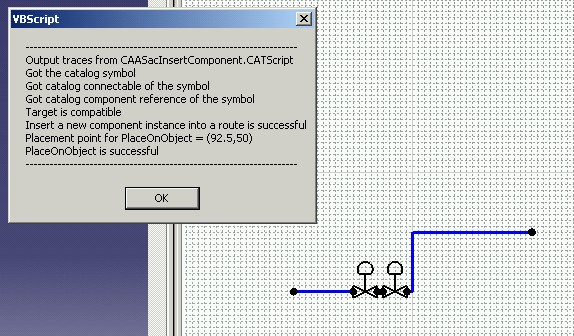 VBScript
Output traces from CAASacInsertComponent.CATScript
Got the catalog symbol
Got catalog connectable of the symbol
Got catalog component reference of the symbol
Target is compatible
Insert a new component instance into a route is successful
Placement point for PlaceOnObject = (92.5,50)
PlaceOnObject is successful
OK